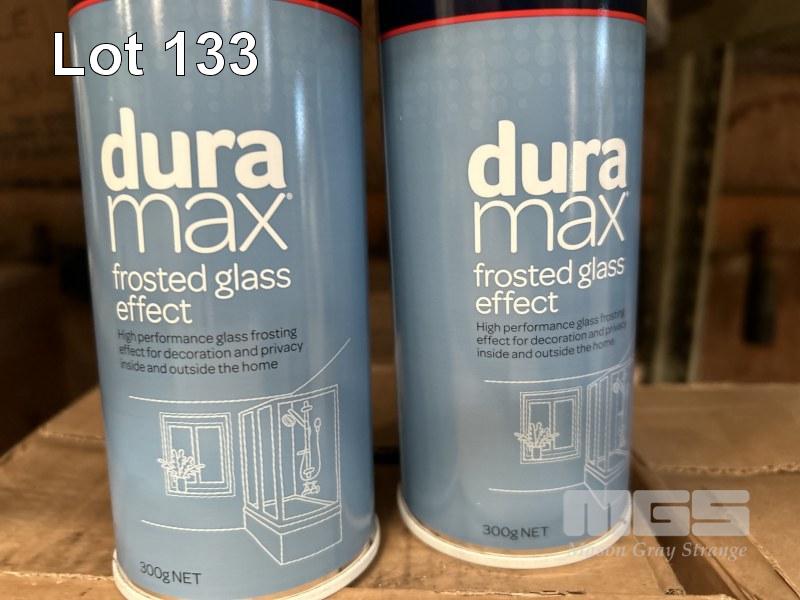 Lot 133
dura
max
frosted glass
effect
High performance glass frosting
effect for decoration and privacy
inside and outside the home
300g NET
dura
max
frosted glass
effect
High performance glass frosting
effect for decoration and privacy
inside and outside the home
300g NET
MGS
Mason Gray Strange